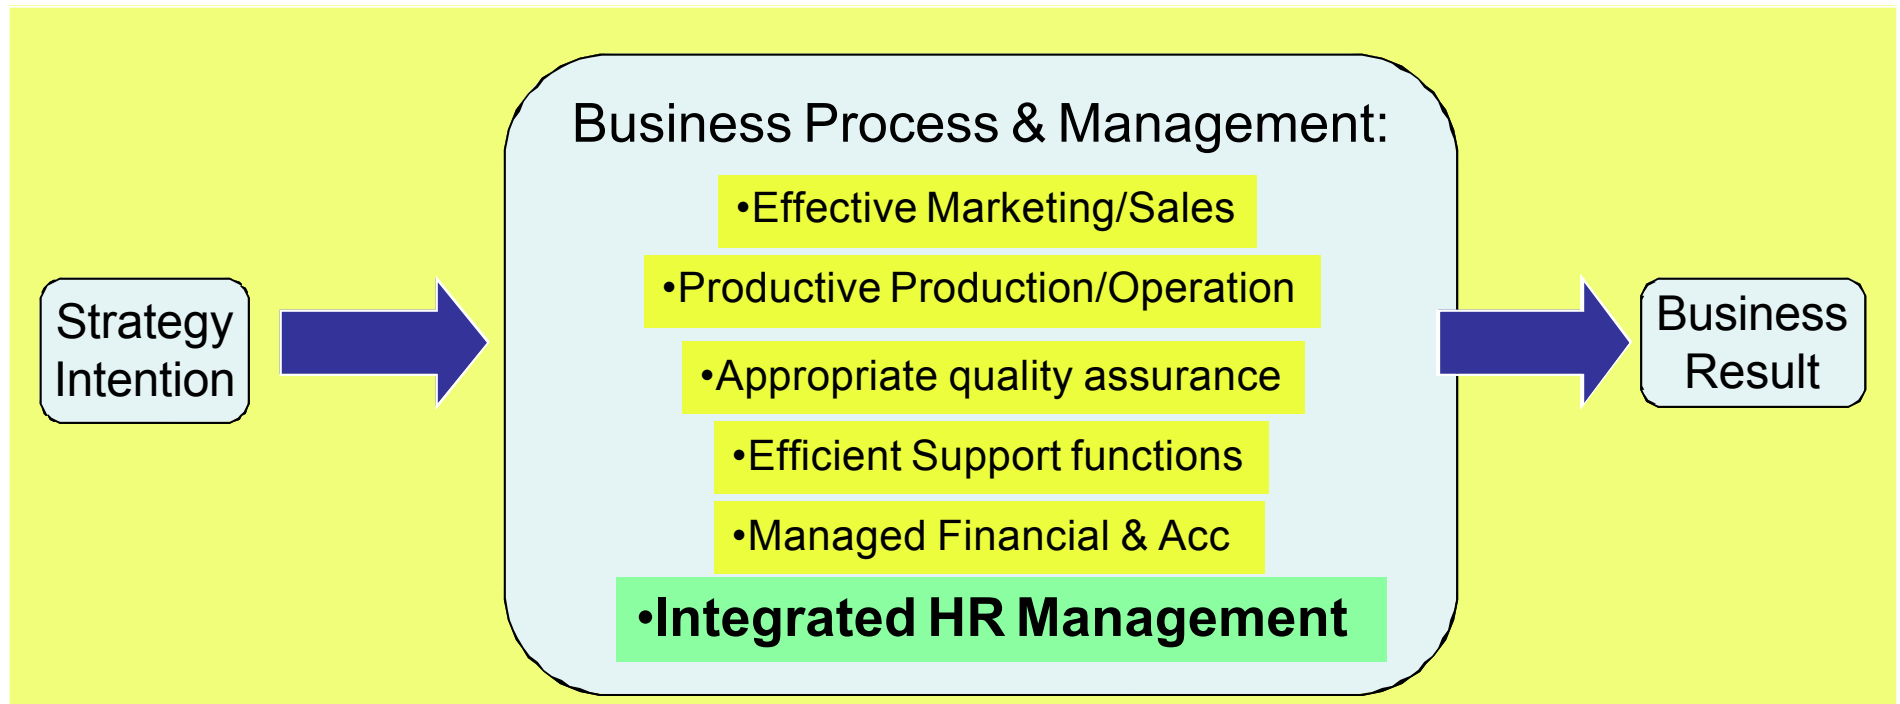 Business Process & Management:
•Effective Marketing/Sales
•Productive Production/Operation
•Appropriate quality assurance
•Efficient Support functions
•Managed Financial & Acc
•Integrated HR Management
Strategy
Intention
Business
Result